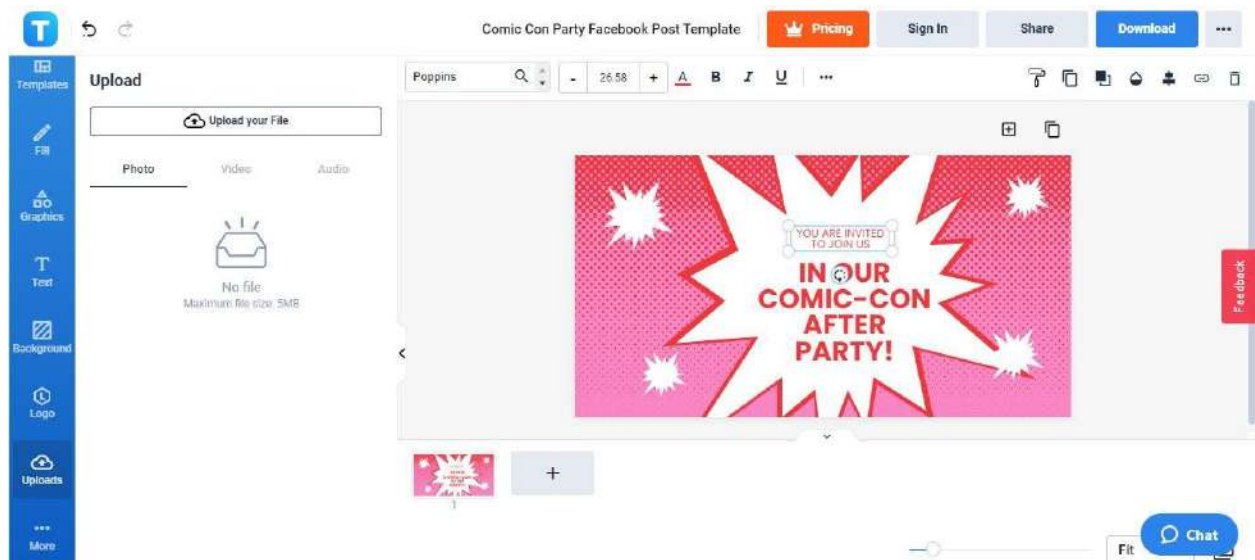 T
Comic Con Party Facebook Post Template
Pricing
Sign In
Share
Download
Templates
Fill
Graphics
Text
Background
Logo
Uploads
More
Upload
Upload your File
Photo
Video
Audio
No file
Maximum file size: 5MB
Poppins
-
26.58
+
A
B
I
U
YOU ARE INVITED
TO JOIN US
IN OUR
COMIC-CON
AFTER
PARTY!
Feedback
+
1
Fit
Chat